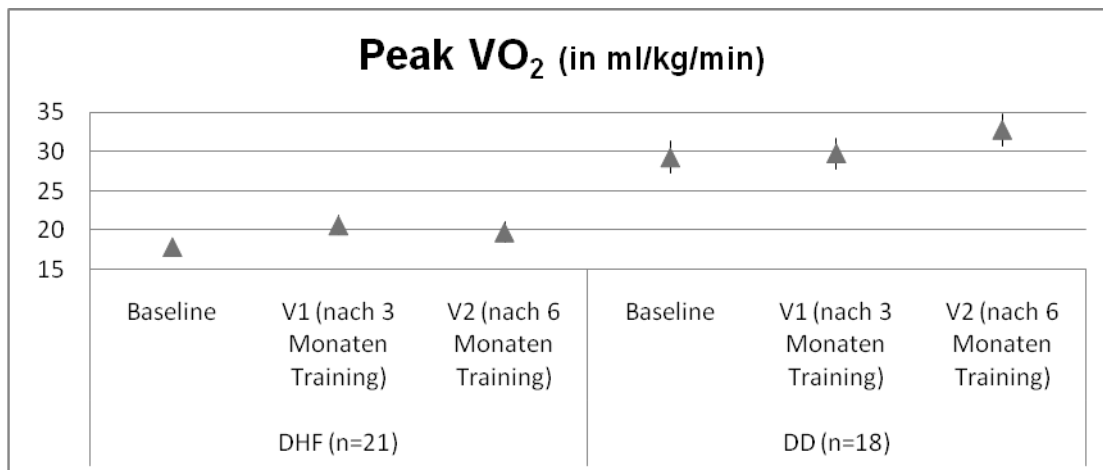 Peak VO₂ (in ml/kg/min)
35
30
25
20
15
Baseline
V1 (nach 3
Monaten
Training)
V2 (nach 6
Monaten
Training)
Baseline
V1 (nach 3
Monaten
Training)
V2 (nach 6
Monaten
Training)
DHF (n=21)
DD (n=18)